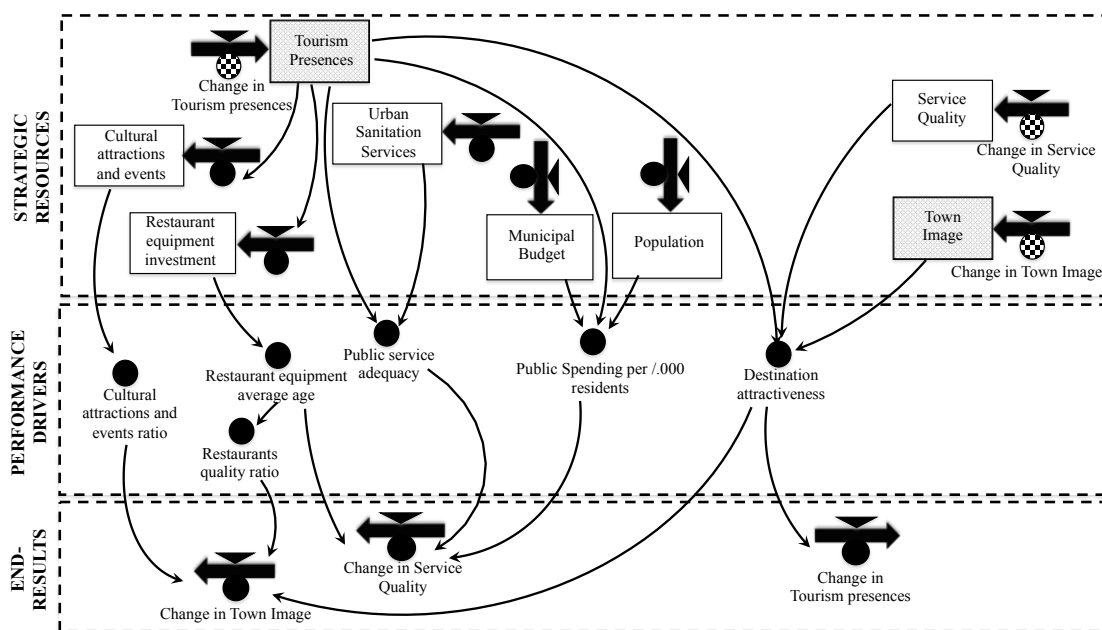 STRATEGIC
RESOURCES
Tourism
Presences
Change in
Tourism presences
Cultural
attractions
and events
Urban
Sanitation
Services
Service
Quality
Change in Service
Quality
Restaurant
equipment
investment
Municipal
Budget
Population
Town
Image
Change in Town Image
PERFORMANCE
DRIVERS
Cultural
attractions and
events ratio
Restaurant equipment
average age
Restaurants
quality ratio
Public service
adequacy
Public Spending per /.000
residents
Destination
attractiveness
END-
RESULTS
Change in Town Image
Change in Service
Quality
Change in
Tourism presences